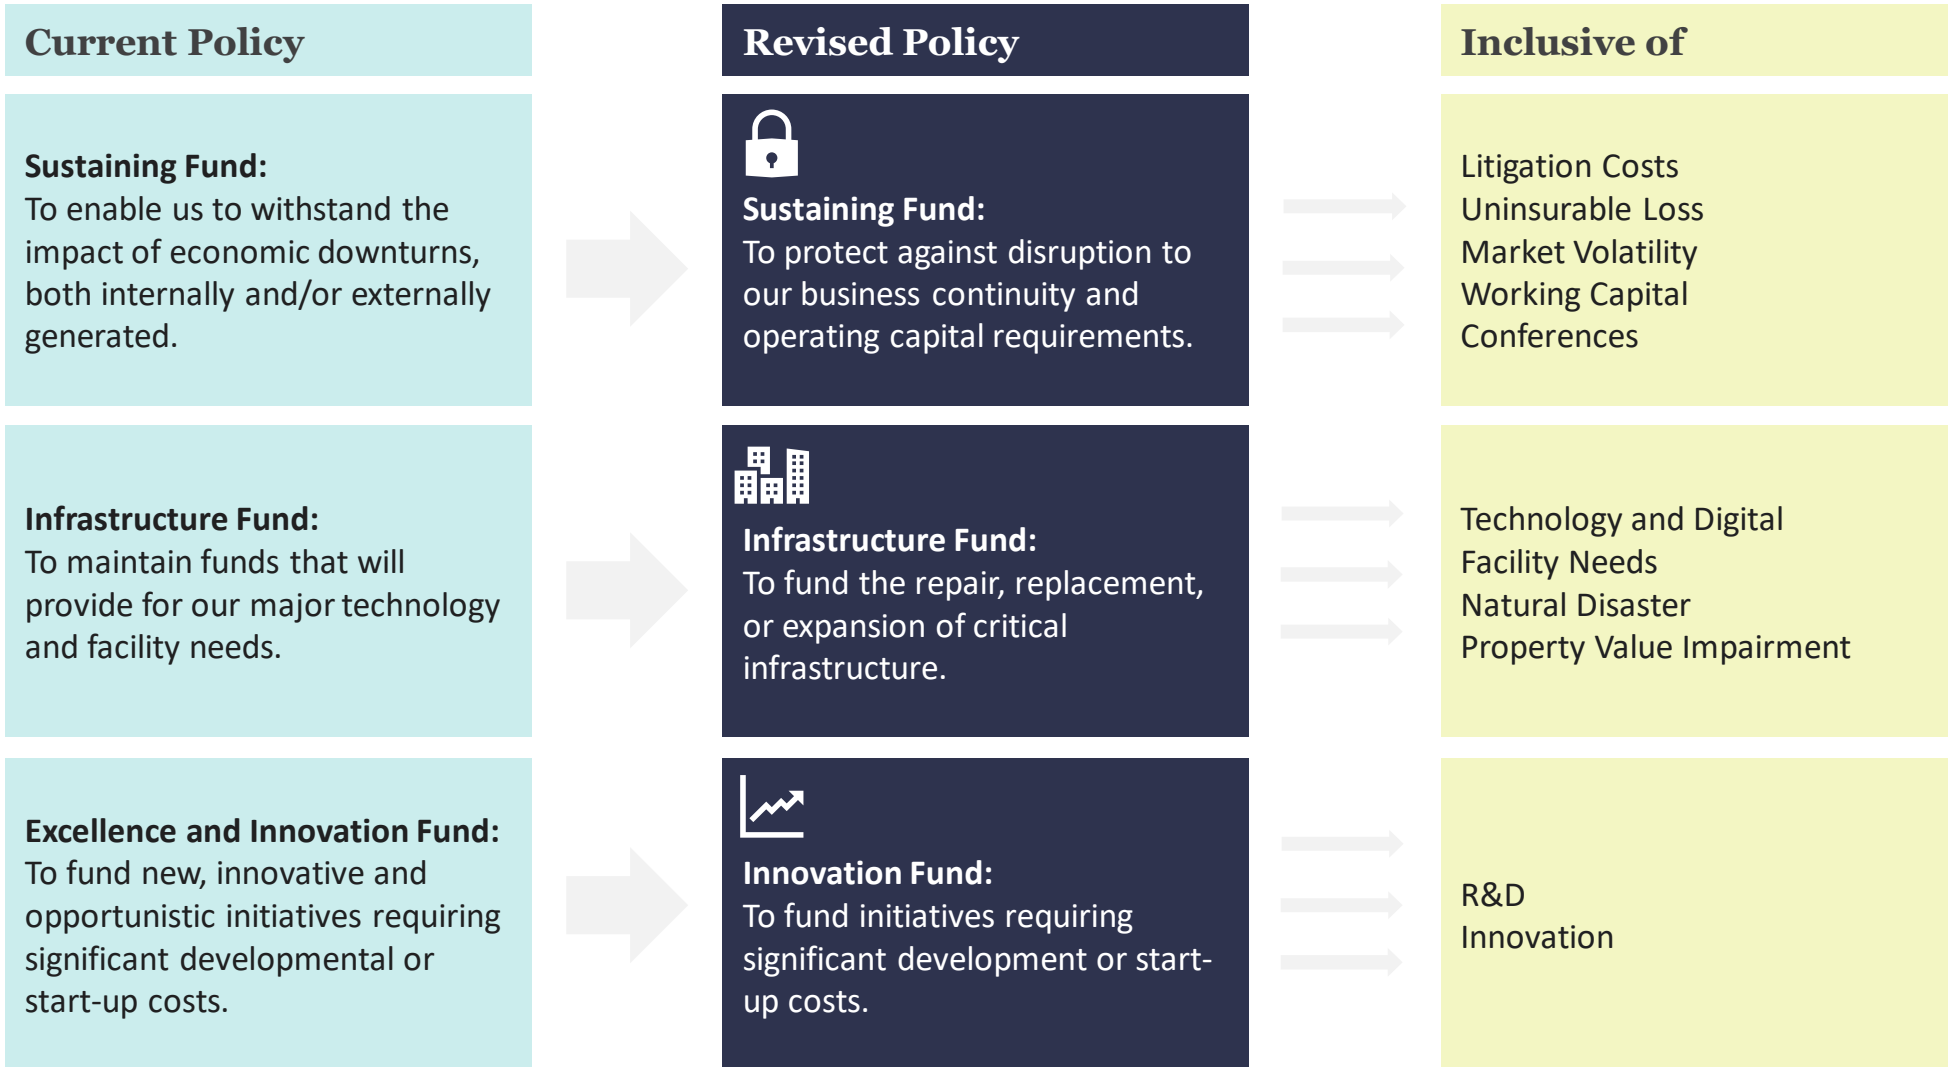 Current Policy
Revised Policy
Inclusive of
Sustaining Fund:
To enable us to withstand the
impact of economic downturns,
both internally and/or externally
generated.
Sustaining Fund:
To protect against disruption to
our business continuity and
operating capital requirements.
Litigation Costs
Uninsurable Loss
Market Volatility
Working Capital
Conferences
Infrastructure Fund:
To maintain funds that will
provide for our major technology
and facility needs.
Infrastructure Fund:
To fund the repair, replacement,
or expansion of critical
infrastructure.
Technology and Digital
Facility Needs
Natural Disaster
Property Value Impairment
Excellence and Innovation Fund:
To fund new, innovative and
opportunistic initiatives requiring
significant developmental or
start-up costs.
Innovation Fund:
To fund initiatives requiring
significant development or start-
up costs.
R&D
Innovation